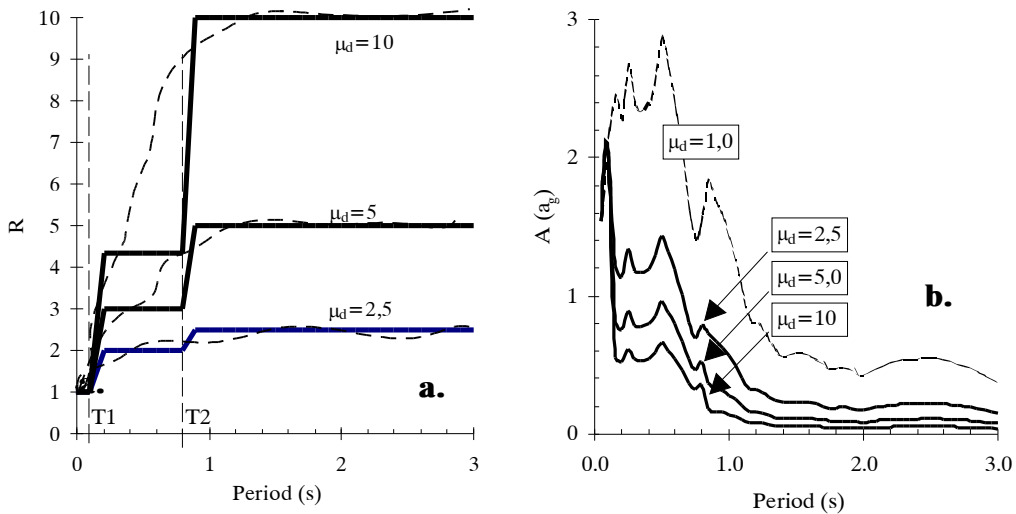 10
9
8
7
6
5
4
3
2
1
0
R
μd=10
μd=5
μd=2,5
a.
T1
T2
0
1
2
3
Period (s)
3
2
1
0
A (ag)
μd=1,0
μd=2,5
μd=5,0
μd=10
b.
0.0
1.0
2.0
3.0
Period (s)